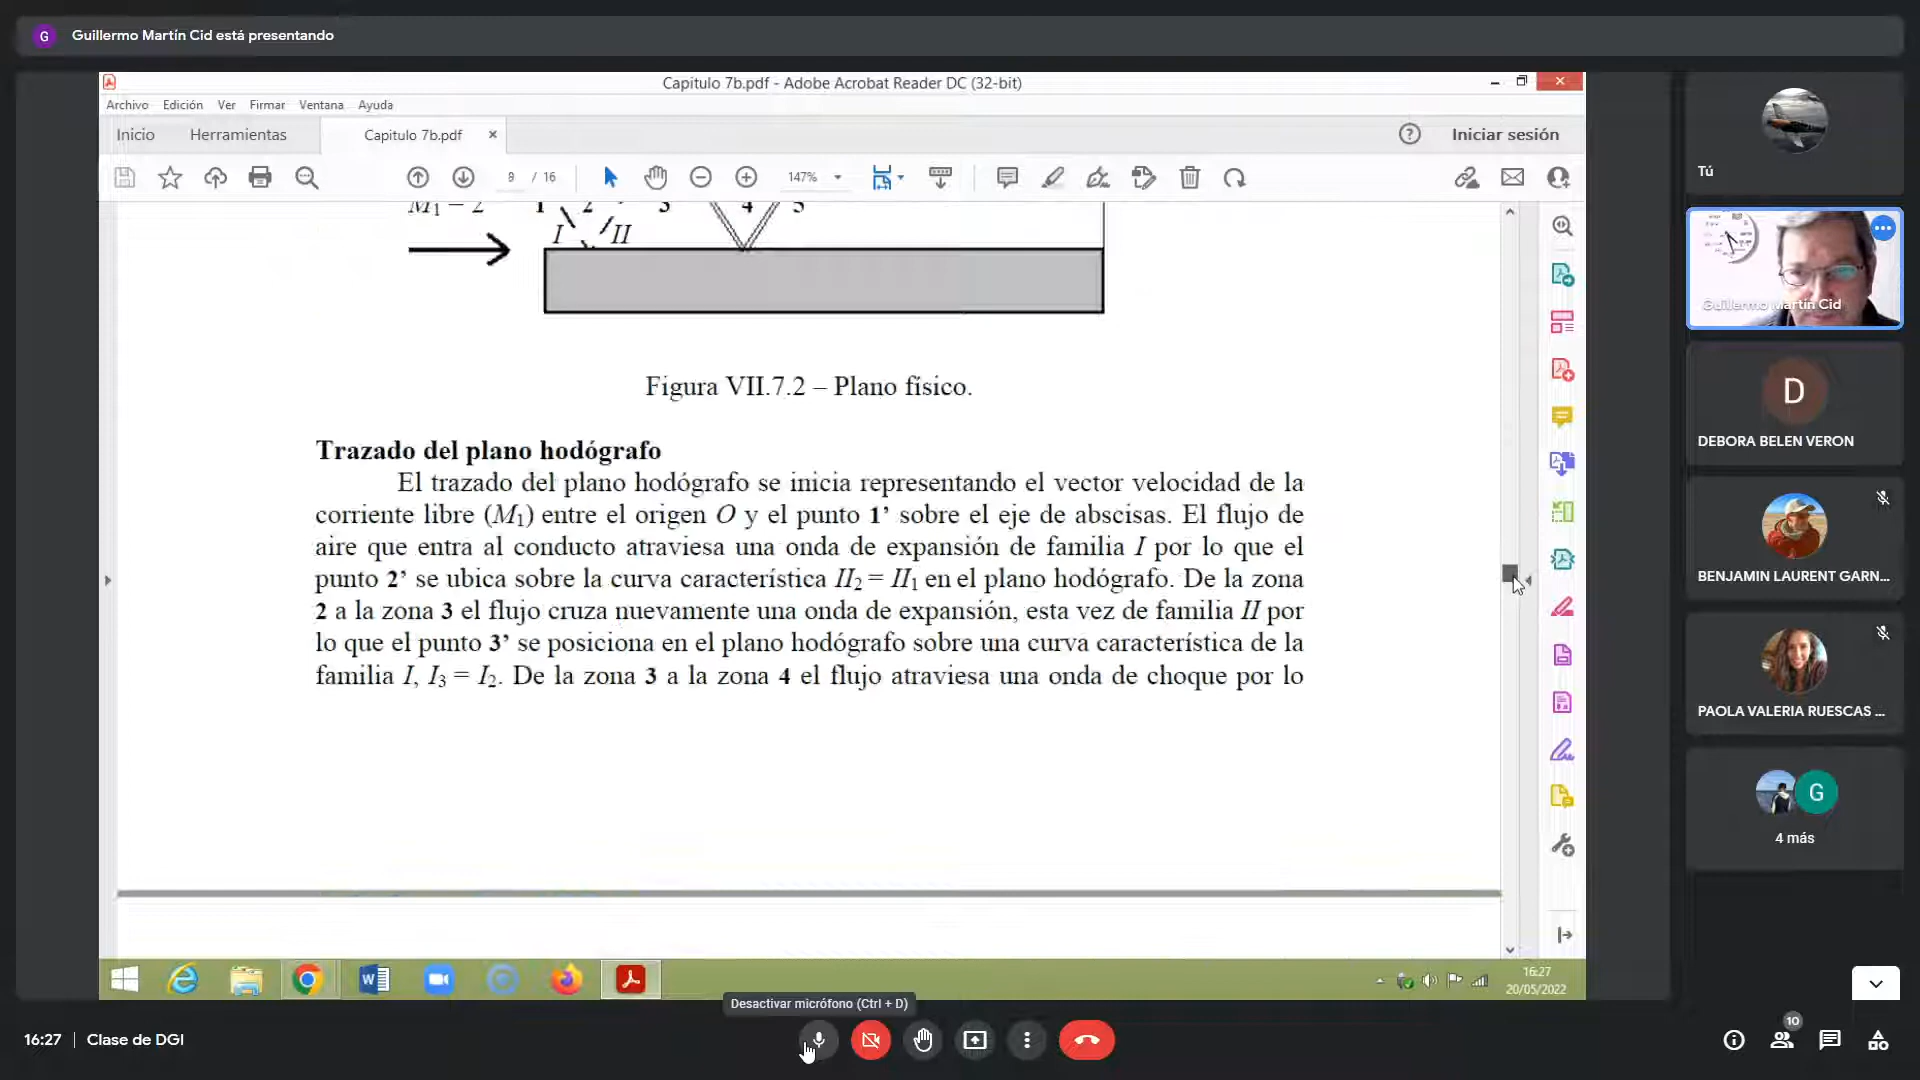 G Guillermo Martín Cid está presentando
Capitulo 7b.pdf - Adobe Acrobat Reader DC (32-bit)
Archivo Edición Ver Firmar Ventana Ayuda
Inicio Herramientas Capitulo 7b.pdf × Iniciar sesión
/ 16 147%
M₁ = 2 1 2 3 4 5
I II
Figura VII.7.2 – Plano físico.
Trazado del plano hodógrafo
El trazado del plano hodógrafo se inicia representando el vector velocidad de la
corriente libre (M₁) entre el origen O y el punto 1’ sobre el eje de abscisas. El flujo de
aire que entra al conducto atraviesa una onda de expansión de familia I por lo que el
punto 2’ se ubica sobre la curva característica II₂ = II₁ en el plano hodógrafo. De la zona
2 a la zona 3 el flujo cruza nuevamente una onda de expansión, esta vez de familia II por
lo que el punto 3’ se posiciona en el plano hodógrafo sobre una curva característica de la
familia I, I₃ = I₂. De la zona 3 a la zona 4 el flujo atraviesa una onda de choque por lo
16:27
20/05/2022
Tú
Guillermo Martín Cid
D
DEBORA BELEN VERON
BENJAMIN LAURENT GARN...
PAOLA VALERIA RUESCAS ...
G
4 más
Desactivar micrófono (Ctrl + D)
16:27 | Clase de DGI
10